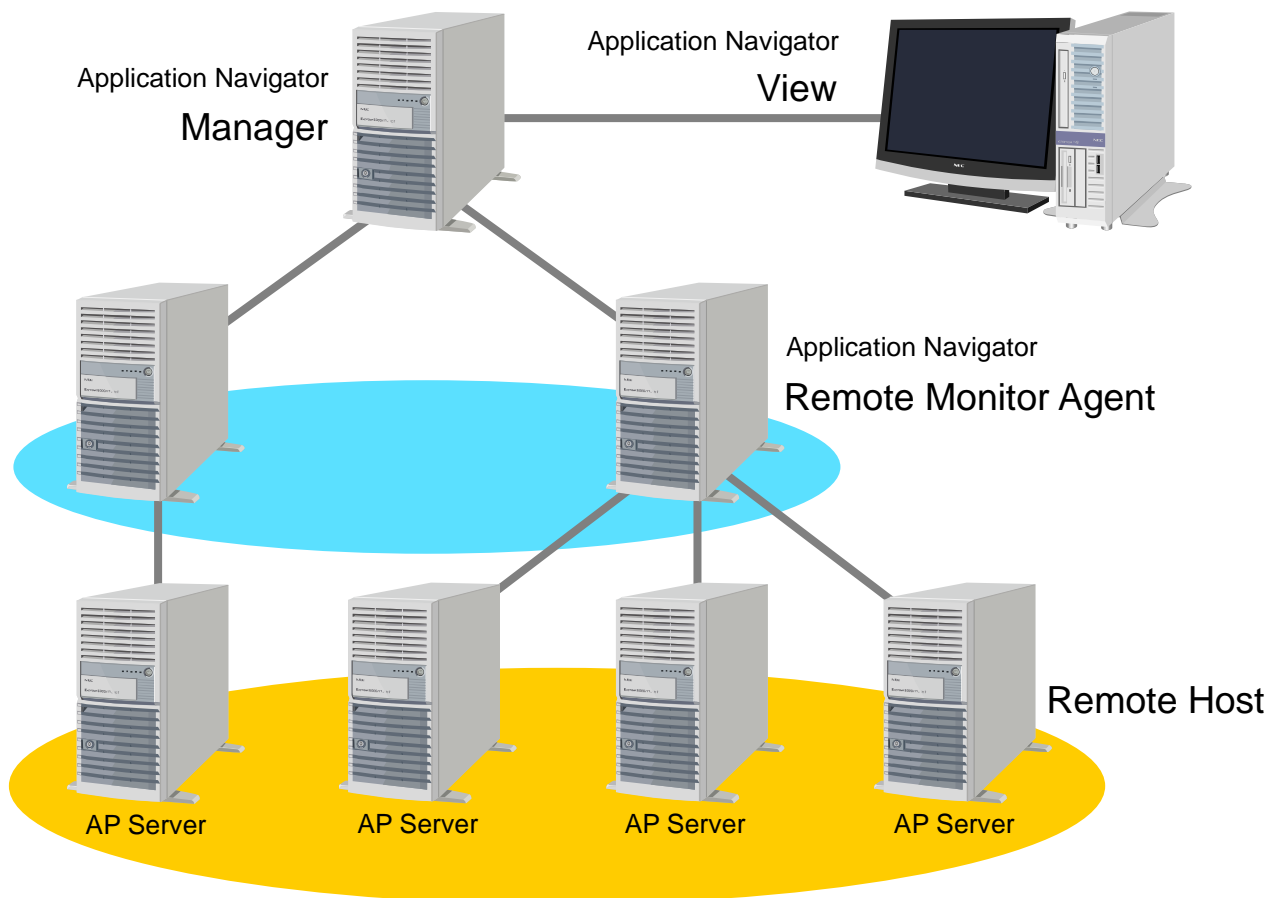 Application Navigator
Manager
Application Navigator
View
Application Navigator
Remote Monitor Agent
Remote Host
AP Server
AP Server
AP Server
AP Server